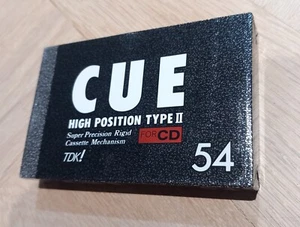 CUE
HIGH POSITION TYPE II
Super Precision Rigid
Cassette Mechanism
FOR CD
TDK!
54